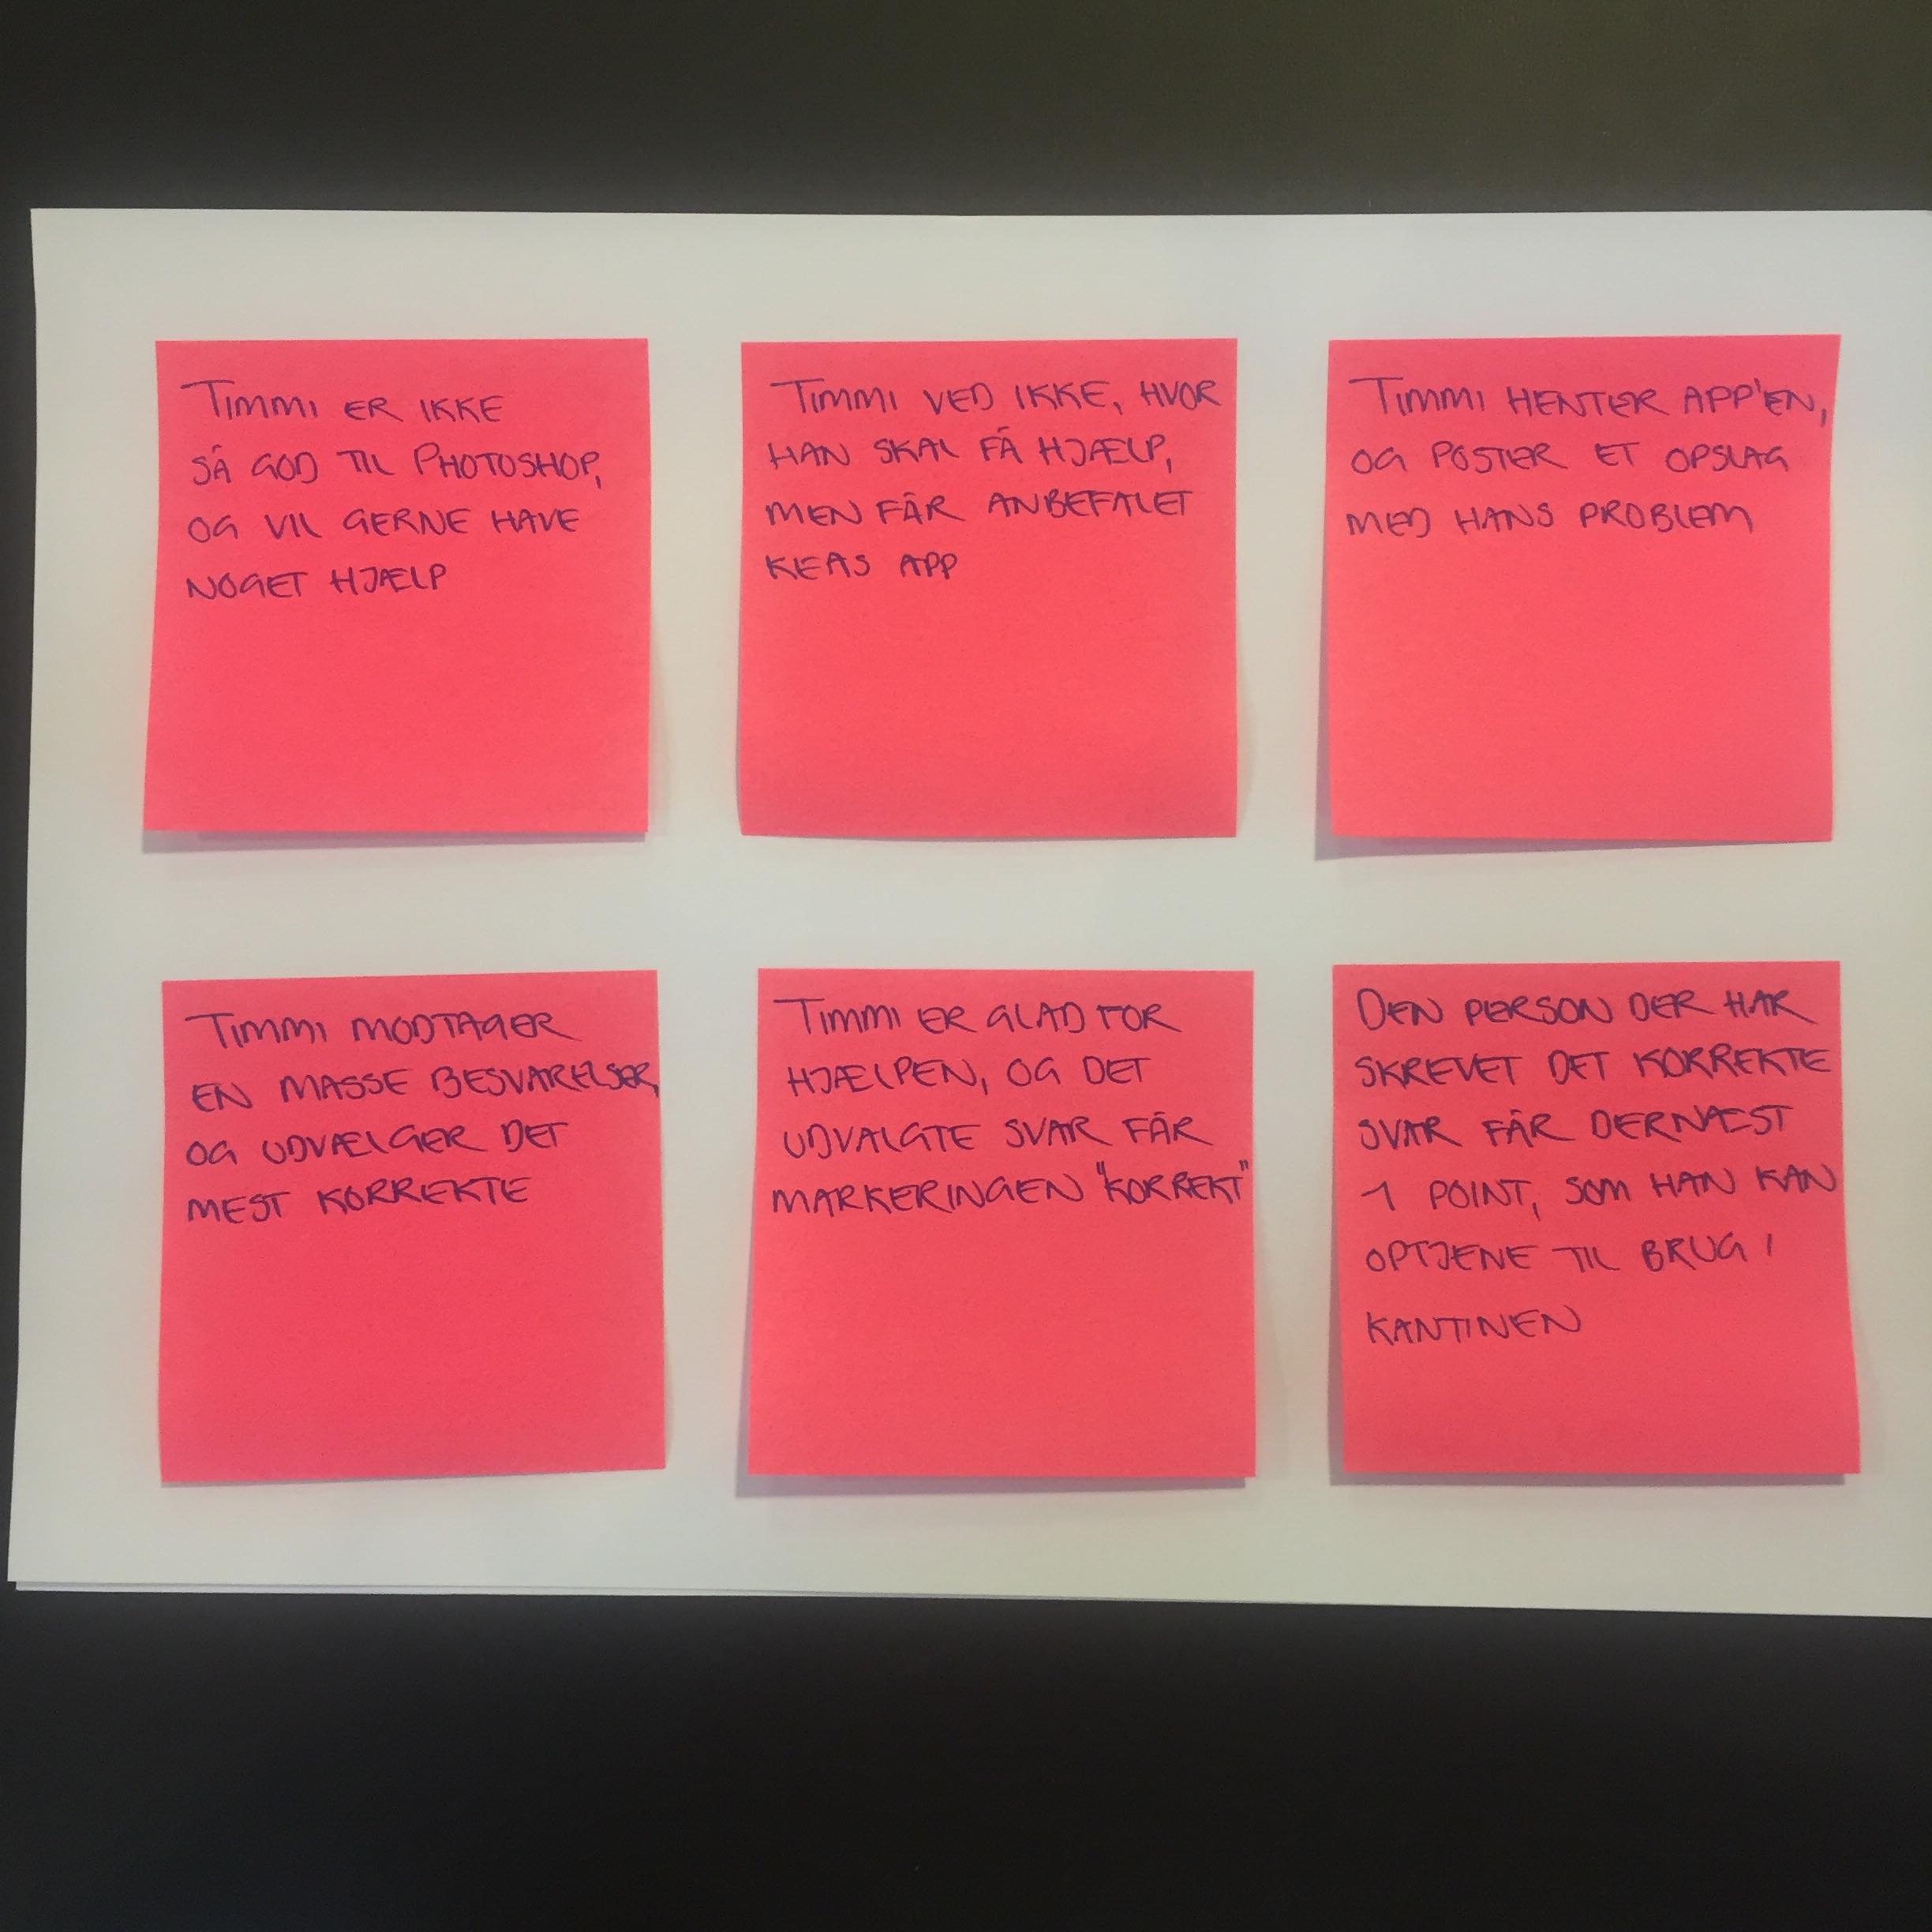 Timmi ER IKKE
SÅ GOD TIL PHOTOSHOP,
OG VIL GERNE HAVE
NOGET HJÆLP
Timmi VED IKKE, HVOR
HAN SKAL FÅ HJÆLP,
MEN FÅR ANBEFALET
KEAS APP
Timmi HENTER APP'EN,
OG POSTER ET OPSLAG
MED HANS PROBLEM
Timmi MODTAGER
EN MASSE BESVARELSER,
OG UDVÆLGER DET
MEST KORREKTE
Timmi ER GLAD FOR
HJÆLPEN, OG DET
UDVALGTE SVAR FÅR
MARKERINGEN "KORREKT"
DEN PERSON DER HAR
SKREVET DET KORREKTE
SVAR FÅR DERNÆST
1 POINT, SOM HAN KAN
OPTJENE TIL BRUG I
KANTINEN